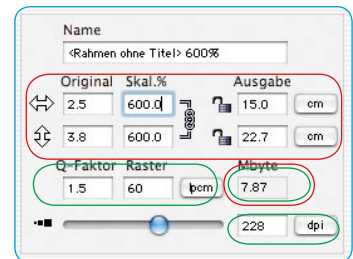 Name
<Rahmen ohne Titel> 600%
Original Skal.% Ausgabe
2.5 600.0 15.0 cm
3.8 600.0 22.7 cm
Q-Faktor Raster Mbyte
1.5 60 lpcm 7.87
228 dpi